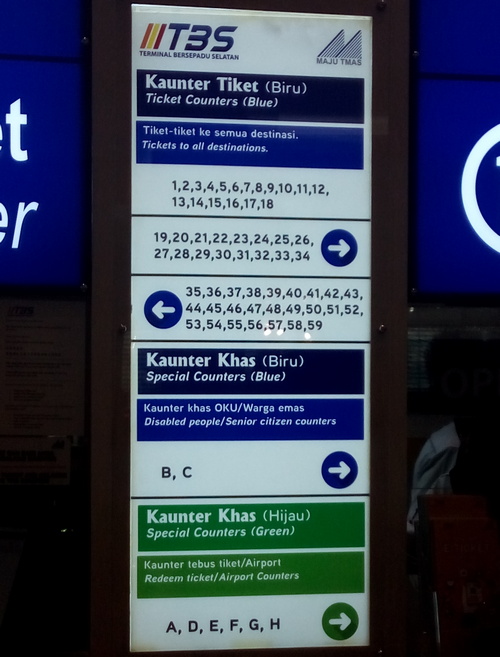 TBS
TERMINAL BERSEPADU SELATAN
MAJU TMAS
Kaunter Tiket (Biru)
Ticket Counters (Blue)
Tiket-tiket ke semua destinasi.
Tickets to all destinations.
1,2,3,4,5,6,7,8,9,10,11,12,
13,14,15,16,17,18
19,20,21,22,23,24,25,26,
27,28,29,30,31,32,33,34
35,36,37,38,39,40,41,42,43,
44,45,46,47,48,49,50,51,52,
53,54,55,56,57,58,59
Kaunter Khas (Biru)
Special Counters (Blue)
Kaunter khas OKU/Warga emas
Disabled people/Senior citizen counters
B, C
Kaunter Khas (Hijau)
Special Counters (Green)
Kaunter tebus tiket/Airport
Redeem ticket/Airport Counters
A, D, E, F, G, H